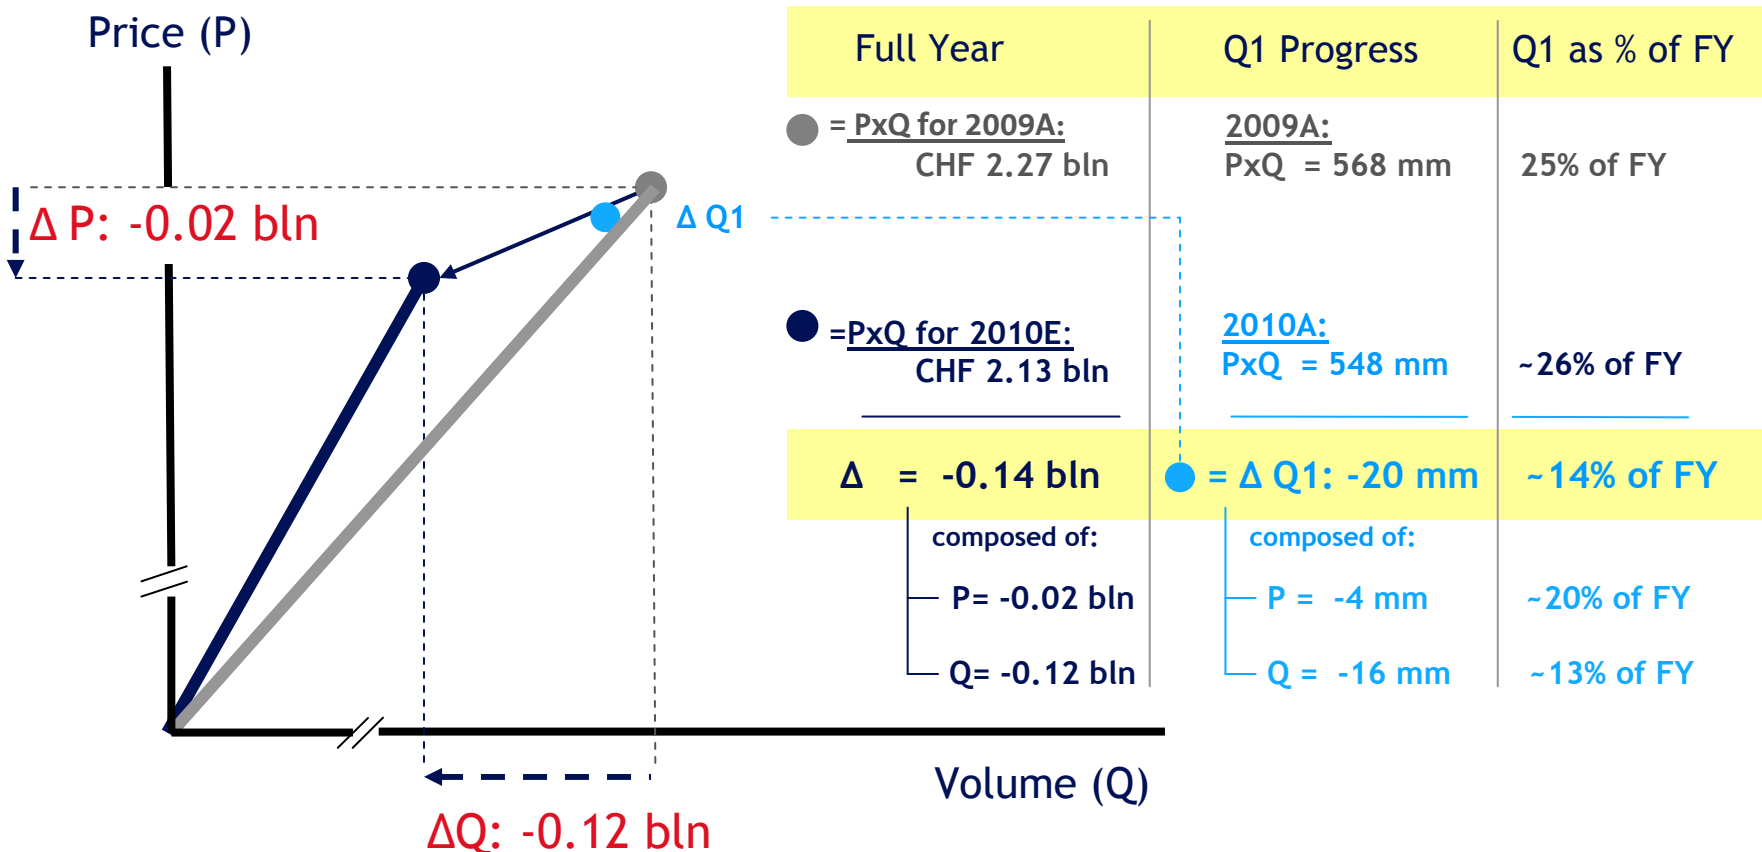 Price (P)
Full Year
Q1 Progress
Q1 as % of FY
= PxQ for 2009A:
CHF 2.27 bln
2009A:
PxQ = 568 mm
25% of FY
Δ P: -0.02 bln
Δ Q1
=PxQ for 2010E:
CHF 2.13 bln
2010A:
PxQ = 548 mm
~26% of FY
Δ = -0.14 bln
= Δ Q1: -20 mm
~14% of FY
composed of:
composed of:
P= -0.02 bln
P = -4 mm
~20% of FY
Q= -0.12 bln
Q = -16 mm
~13% of FY
Volume (Q)
ΔQ: -0.12 bln